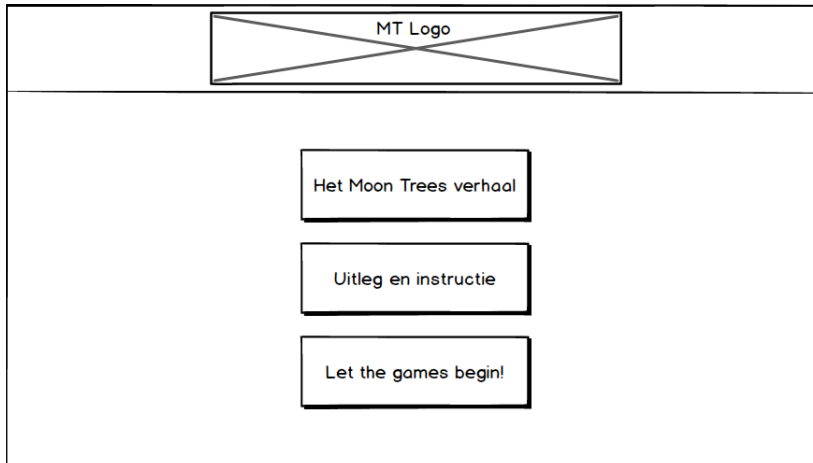 MT Logo
Het Moon Trees verhaal
Uitleg en instructie
Let the games begin!